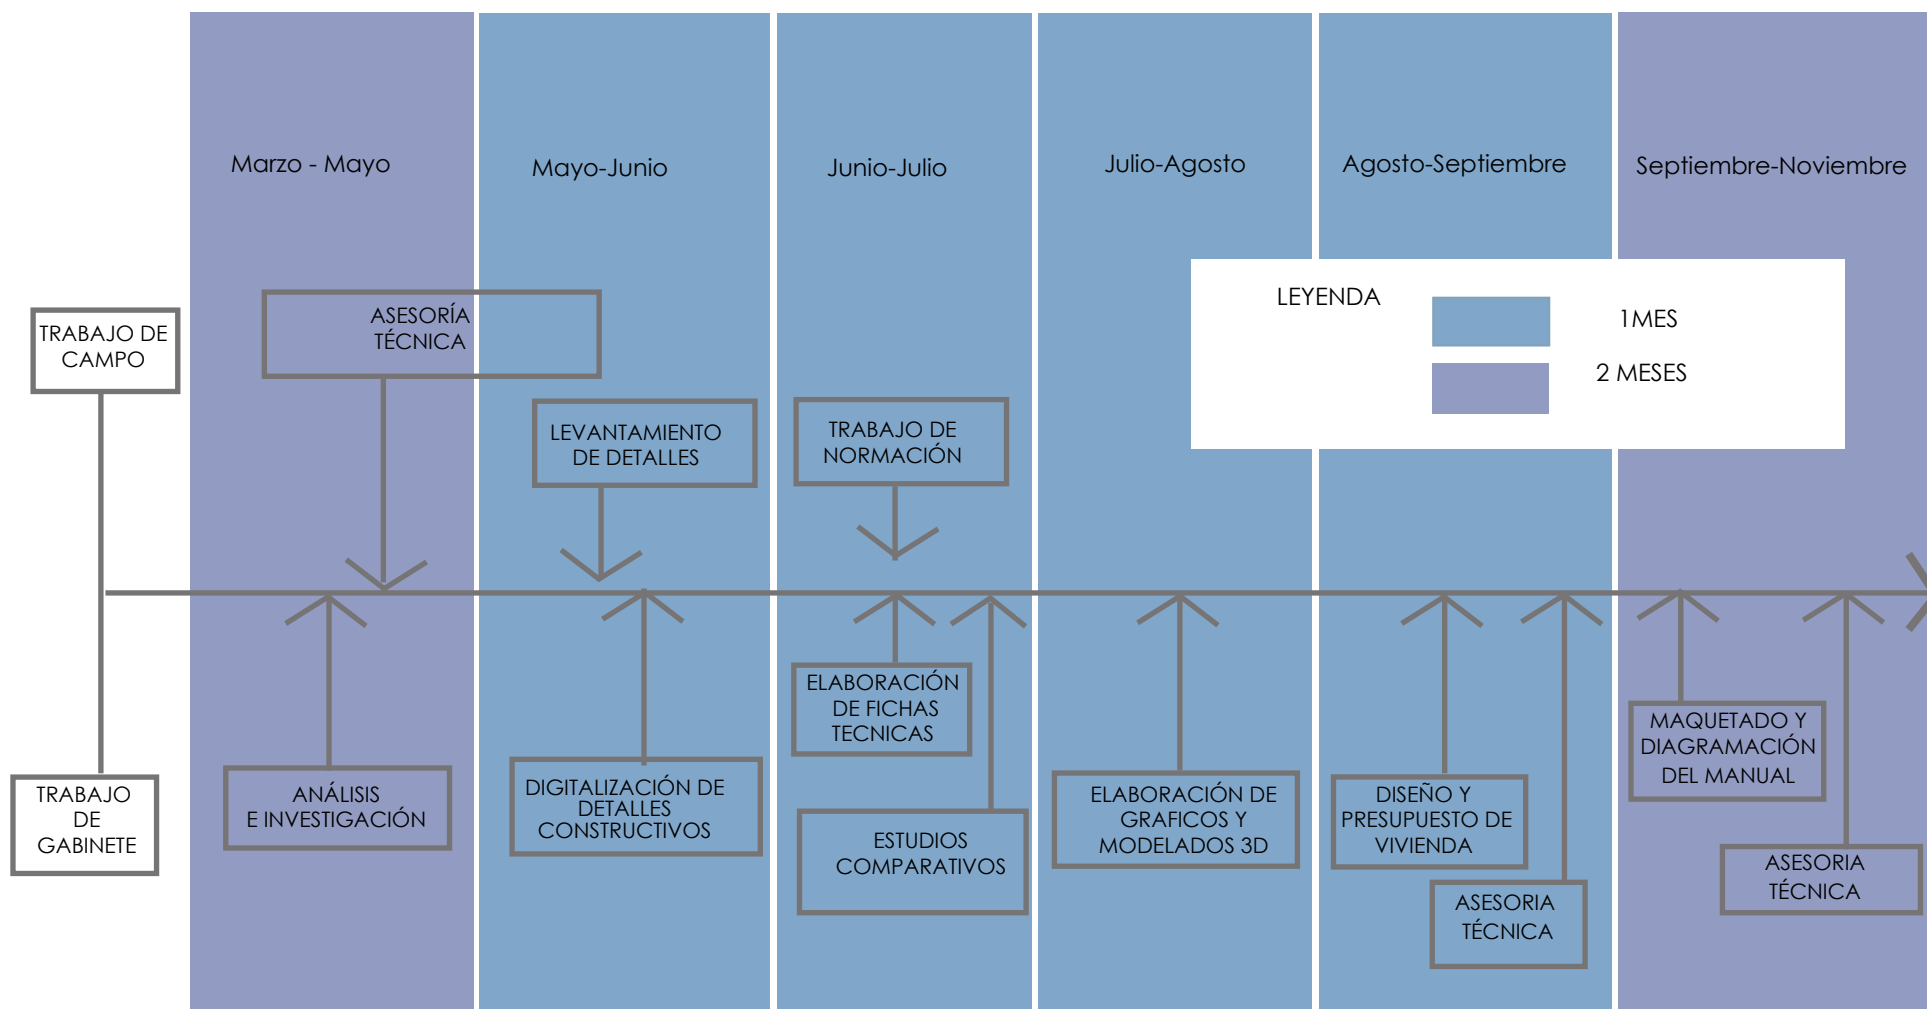 Marzo - Mayo
Mayo-Junio
Junio-Julio
Julio-Agosto
Agosto-Septiembre
Septiembre-Noviembre
LEYENDA
1MES
2 MESES
TRABAJO DE
CAMPO
ASESORÍA
TÉCNICA
LEVANTAMIENTO
DE DETALLES
TRABAJO DE
NORMACIÓN
TRABAJO
DE
GABINETE
ANÁLISIS
E INVESTIGACIÓN
DIGITALIZACIÓN DE
DETALLES
CONSTRUCTIVOS
ELABORACIÓN
DE FICHAS
TECNICAS
ESTUDIOS
COMPARATIVOS
ELABORACIÓN DE
GRAFICOS Y
MODELADOS 3D
DISEÑO Y
PRESUPUESTO DE
VIVIENDA
ASESORIA
TÉCNICA
MAQUETADO Y
DIAGRAMACIÓN
DEL MANUAL
ASESORIA
TÉCNICA